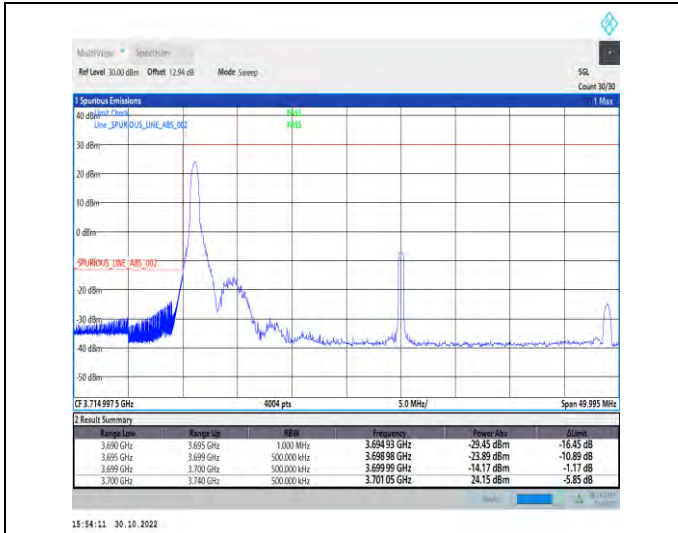 MultiView Spectrum
Ref Level 30.00 dBm Offset 12.94 dB Mode Sweep SGL
Count 30/30
1 Spurious Emissions 1 Max
40 dBm Limit Check PASS
Line _SPURIOUS_LINE_ABS_002 PASS
30 dBm
20 dBm
10 dBm
0 dBm
_SPURIOUS_LINE_ABS_002
-20 dBm
-30 dBm
-40 dBm
-50 dBm
CF 3.714 997 5 GHz 4004 pts 5.0 MHz/ Span 49.995 MHz
2 Result Summary
Range Low Range Up RBW Frequency Power Abs ΔLimit
3.690 GHz 3.695 GHz 1.000 MHz 3.694 93 GHz -29.45 dBm -16.45 dB
3.695 GHz 3.699 GHz 500.000 kHz 3.698 98 GHz -23.89 dBm -10.89 dB
3.699 GHz 3.700 GHz 500.000 kHz 3.699 99 GHz -14.17 dBm -1.17 dB
3.700 GHz 3.740 GHz 500.000 kHz 3.701 05 GHz 24.15 dBm -5.85 dB
15:54:11 30.10.2022